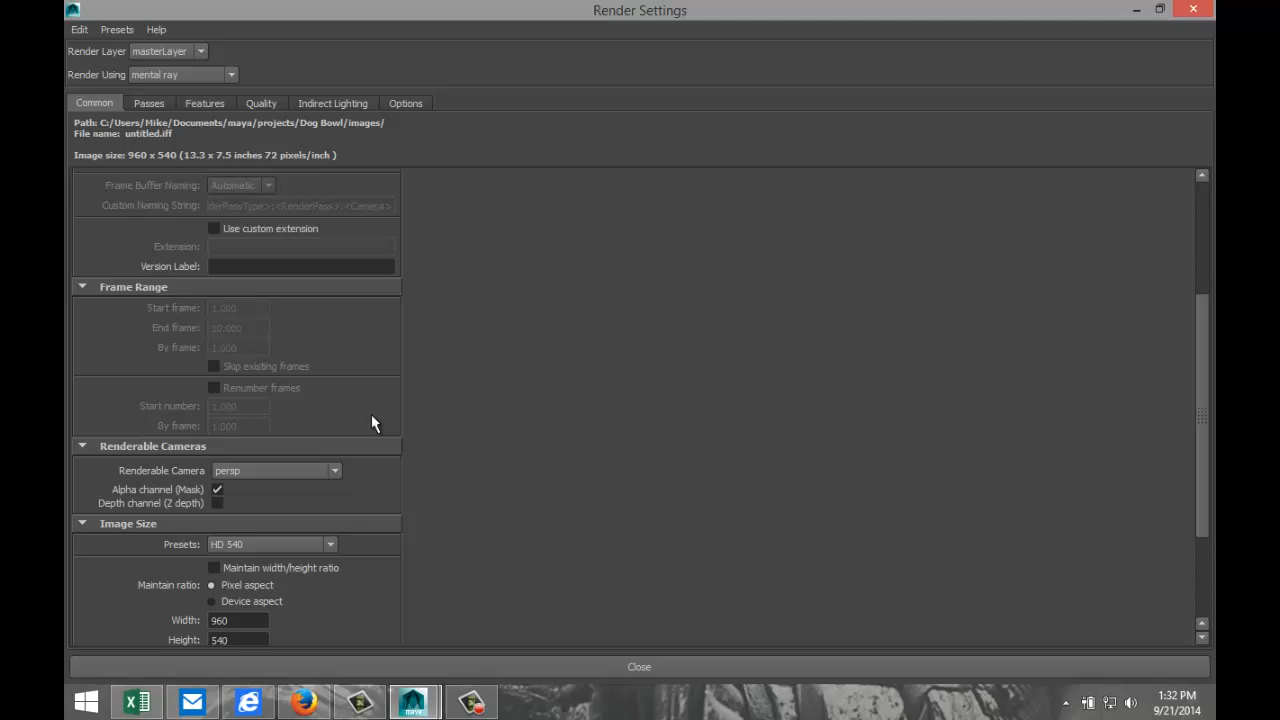 Render Settings
Edit Presets Help
Render Layer masterLayer
Render Using mental ray
Common Passes Features Quality Indirect Lighting Options
Path: C:/Users/Mike/Documents/maya/projects/Dog Bowl/images/
File name: untitled.iff
Image size: 960 x 540 (13.3 x 7.5 inches 72 pixels/inch )
Frame Buffer Naming: Automatic
Custom Naming String: derPassType>:<RenderPass>.<Camera>
Use custom extension
Extension:
Version Label:
Frame Range
Start frame: 1.000
End frame: 10.000
By frame: 1.000
Skip existing frames
Renumber frames
Start number: 1.000
By frame: 1.000
Renderable Cameras
Renderable Camera persp
Alpha channel (Mask)
Depth channel (Z depth)
Image Size
Presets: HD 540
Maintain width/height ratio
Maintain ratio: Pixel aspect
Device aspect
Width: 960
Height: 540
Close
MAYA
1:32 PM
9/21/2014